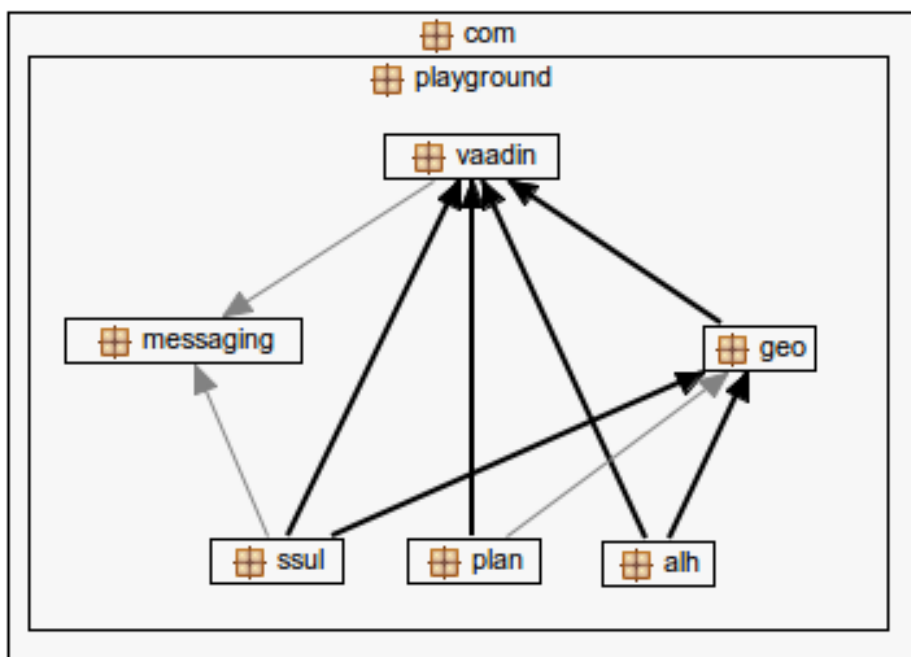 com
playground
vaadin
messaging
geo
ssul
plan
alh